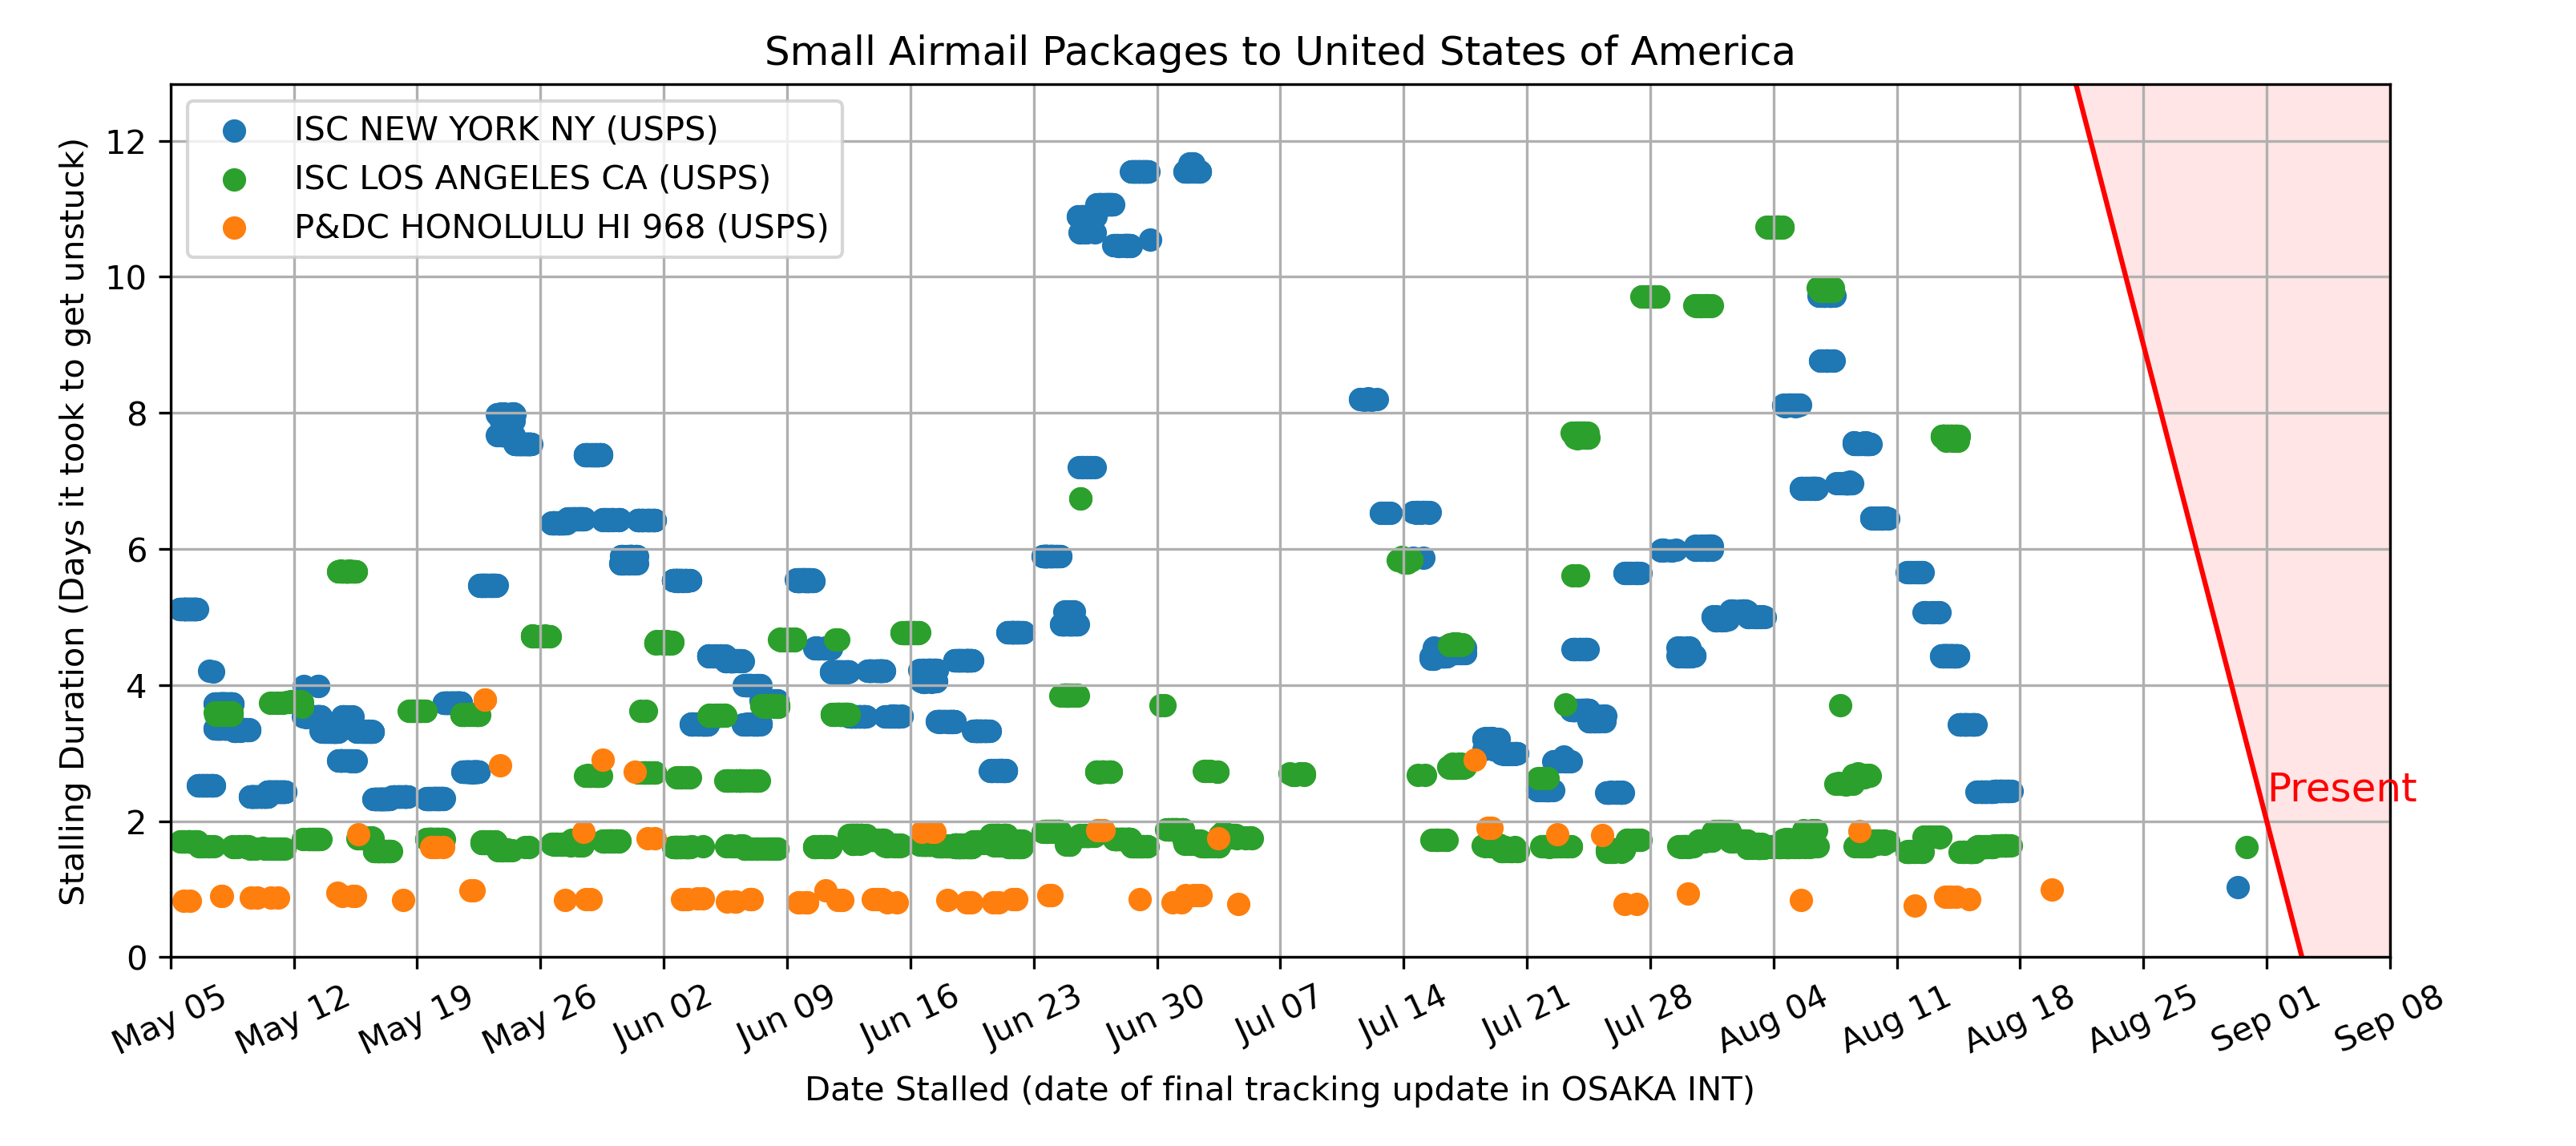 Small Airmail Packages to United States of America
ISC NEW YORK NY (USPS)
ISC LOS ANGELES CA (USPS)
P&DC HONOLULU HI 968 (USPS)
Stalling Duration (Days it took to get unstuck)
12
10
8
6
4
2
0
Present
May 05
May 12
May 19
May 26
Jun 02
Jun 09
Jun 16
Jun 23
Jun 30
Jul 07
Jul 14
Jul 21
Jul 28
Aug 04
Aug 11
Aug 18
Aug 25
Sep 01
Sep 08
Date Stalled (date of final tracking update in OSAKA INT)